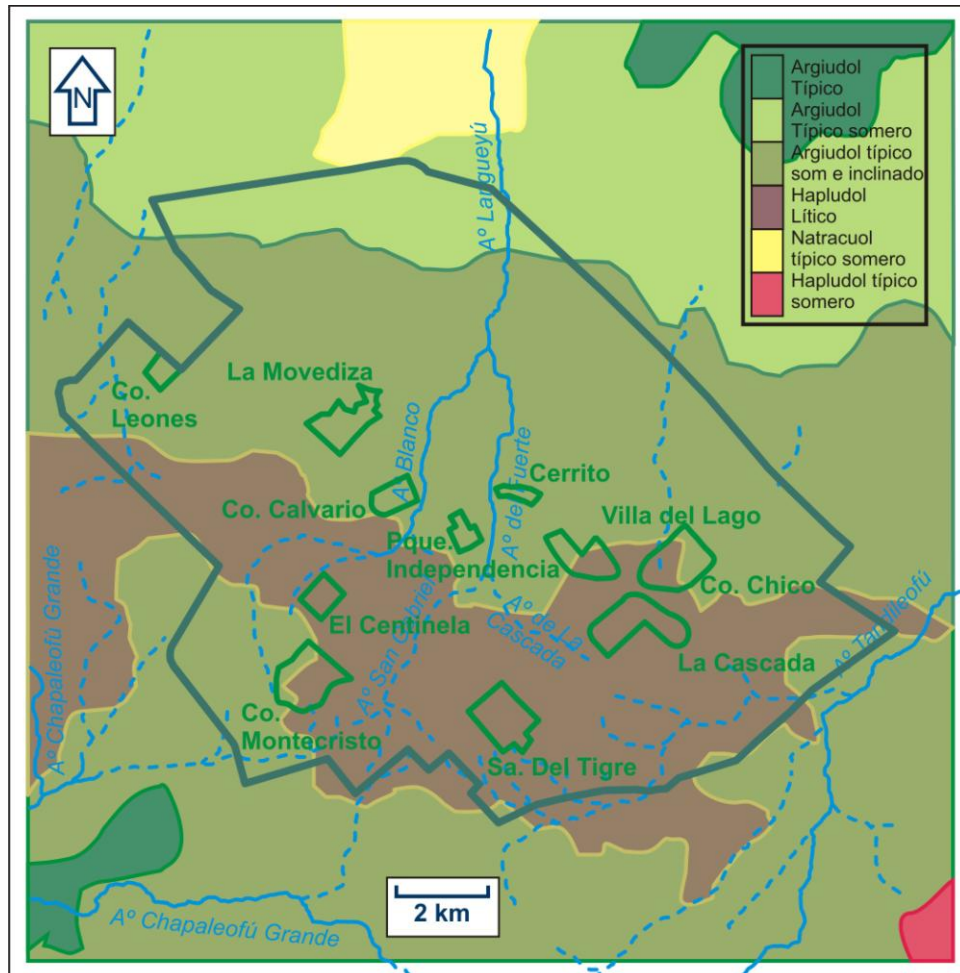 N
Argiudol
Típico
Argiudol
Típico somero
Argiudol típico
som e inclinado
Hapludol
Lítico
Natracuol
típico somero
Hapludol típico
somero
Aº Langueyú
La Movediza
Co.
Leones
Aº Blanco
Aº del Fuerte
Cerrito
Co. Calvario
Villa del Lago
Pque.
Independencia
Co. Chico
Aº Chapaleofú Grande
El Centinela
Aº San Gabriel
Aº de La
Cascada
La Cascada
Aº Tandileofú
Co.
Montecristo
Sa. Del Tigre
2 km
Aº Chapaleofú Grande